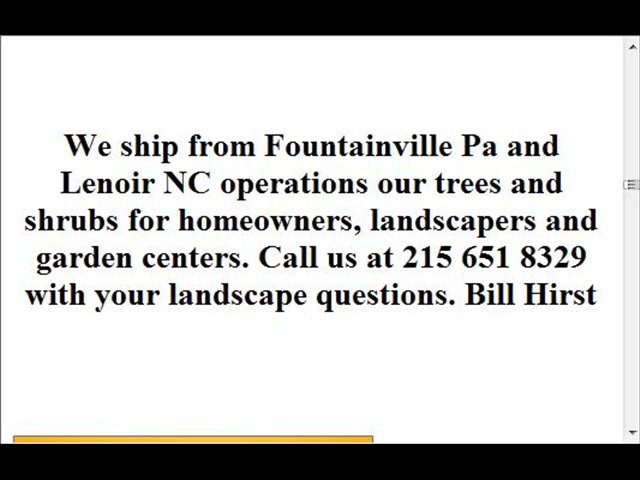 We ship from Fountainville Pa and
Lenoir NC operations our trees and
shrubs for homeowners, landscapers and
garden centers. Call us at 215 651 8329
with your landscape questions. Bill Hirst